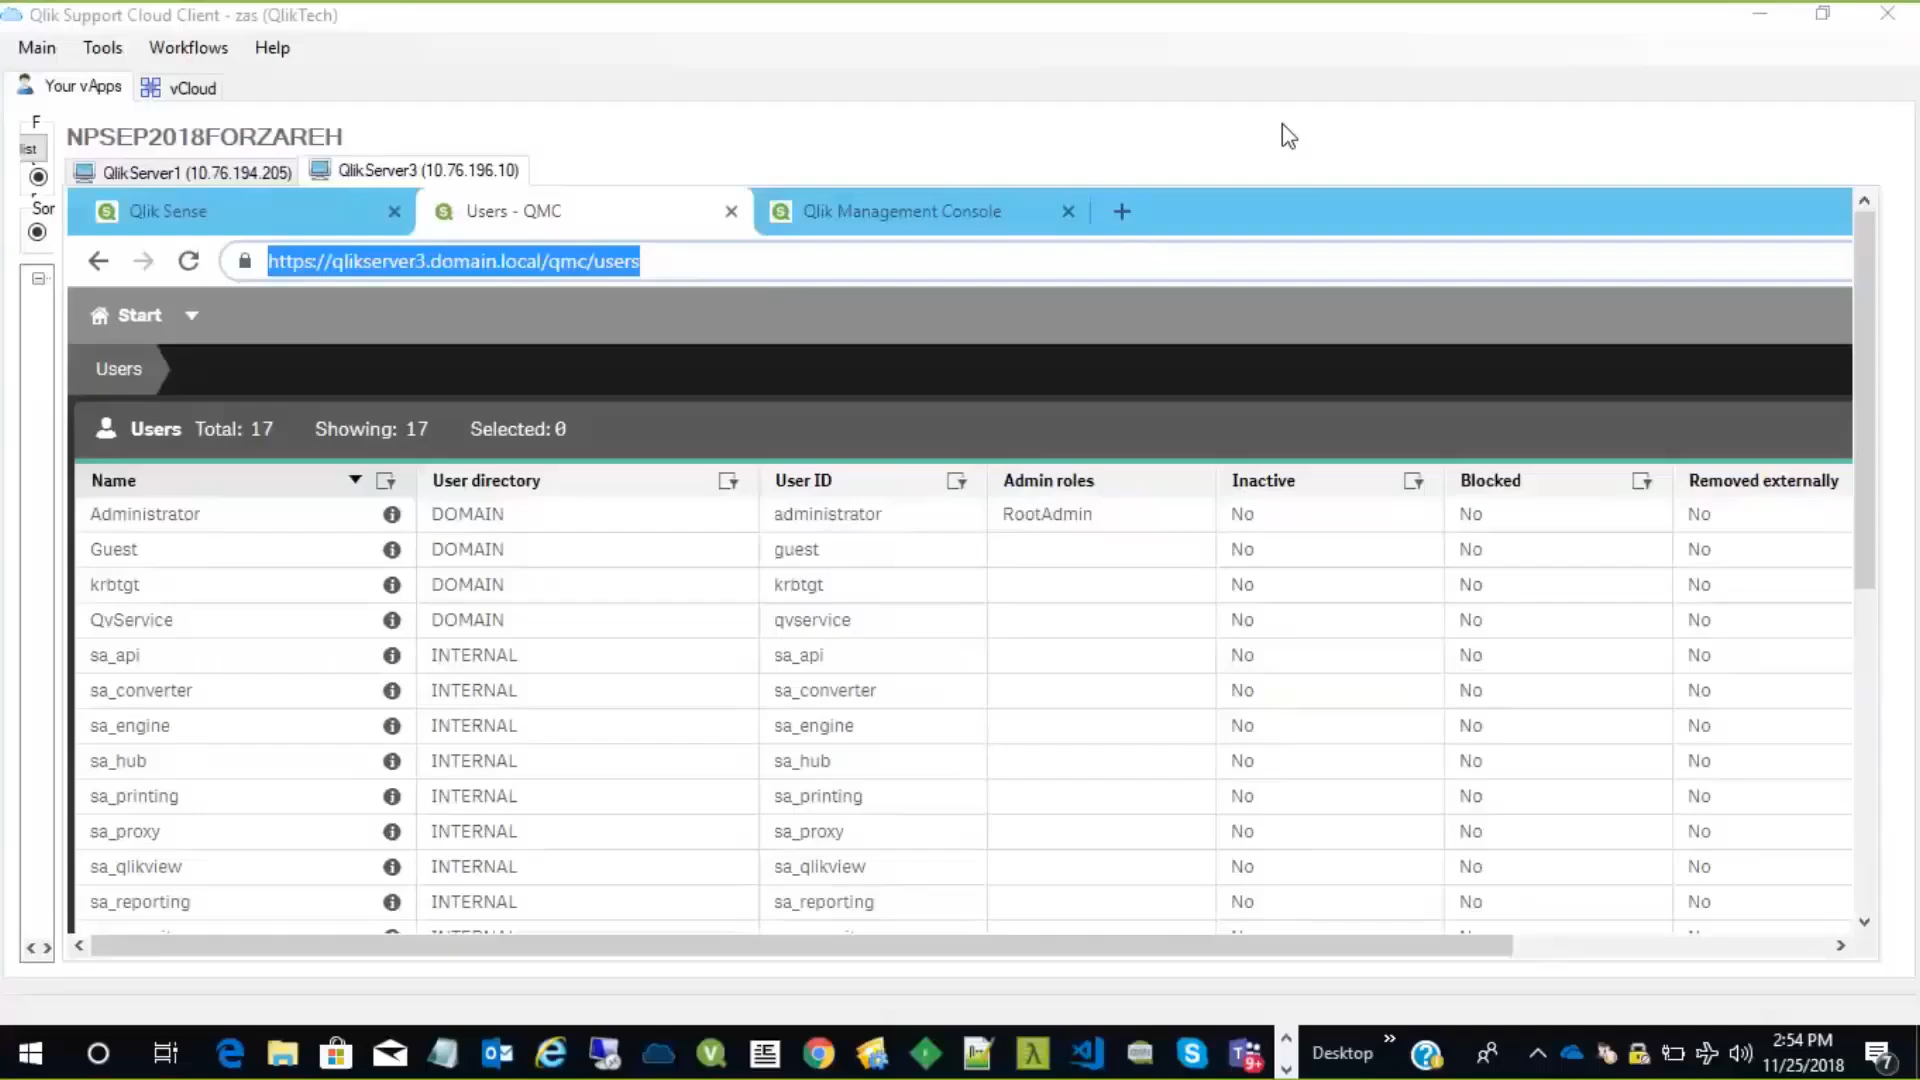 Qlik Support Cloud Client - zas (QlikTech)
Main Tools Workflows Help
Your vApps vCloud
F
list
Sor
NPSEP2018FORZAREH
QlikServer1 (10.76.194.205) QlikServer3 (10.76.196.10)
Qlik Sense Users - QMC Qlik Management Console
https://qlikserver3.domain.local/qmc/users
Start
Users
Users Total: 17 Showing: 17 Selected: 0
Name User directory User ID Admin roles Inactive Blocked Removed externally
Administrator DOMAIN administrator RootAdmin No No No
Guest DOMAIN guest No No No
krbtgt DOMAIN krbtgt No No No
QvService DOMAIN qvservice No No No
sa_api INTERNAL sa_api No No No
sa_converter INTERNAL sa_converter No No No
sa_engine INTERNAL sa_engine No No No
sa_hub INTERNAL sa_hub No No No
sa_printing INTERNAL sa_printing No No No
sa_proxy INTERNAL sa_proxy No No No
sa_qlikview INTERNAL sa_qlikview No No No
sa_reporting INTERNAL sa_reporting No No No
Desktop
9+
2:54 PM
11/25/2018
7